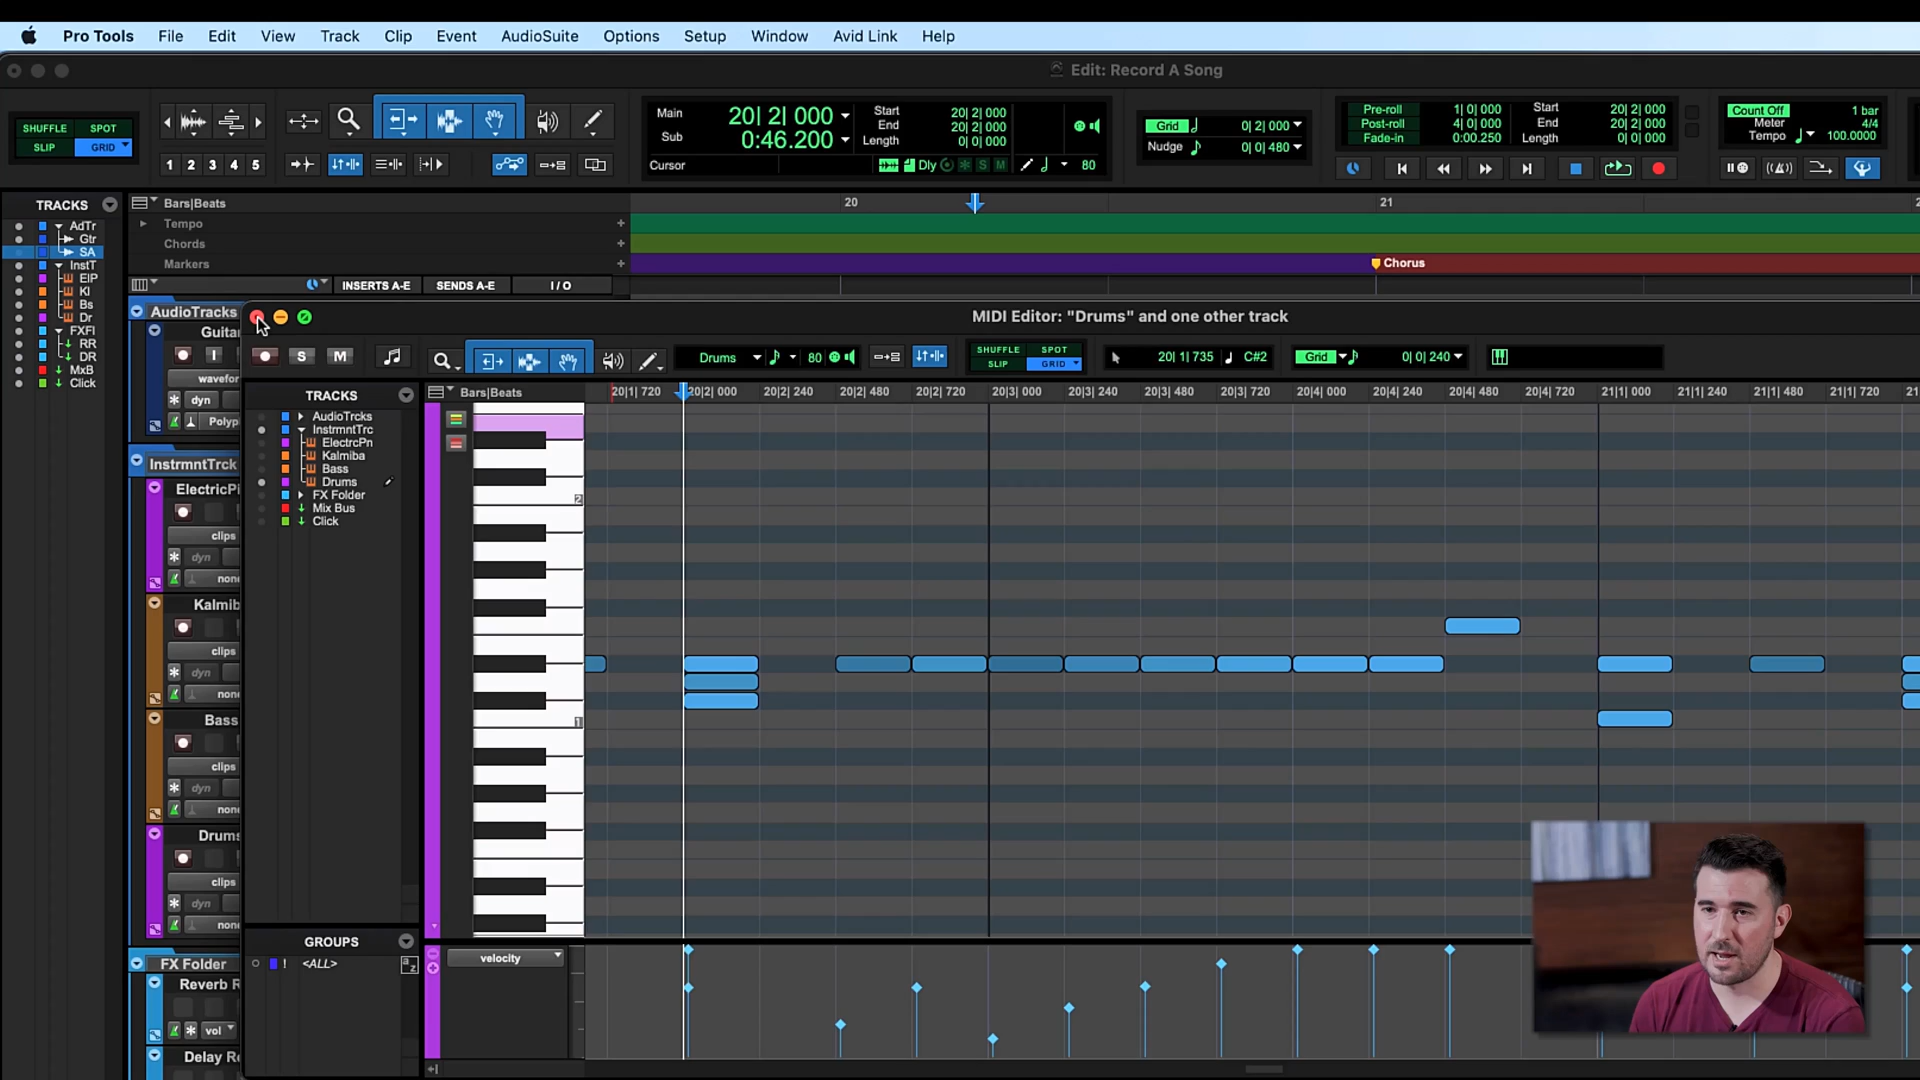 Pro Tools File Edit View Track Clip Event AudioSuite Options Setup Window Avid Link Help
Edit: Record A Song
SHUFFLE SPOT
SLIP GRID
1 2 3 4 5
Main 20| 2| 000
Sub 0:46.200
Start 20| 2| 000
End 20| 2| 000
Length 0| 0| 000
Cursor
Dly S M 80
Grid 0| 2| 000
Nudge 0| 0| 480
Pre-roll 1| 0| 000
Post-roll 4| 0| 000
Fade-in 0:00.250
Start 20| 2| 000
End 20| 2| 000
Length 0| 0| 000
Count Off 1 bar
Meter 4/4
Tempo 100.0000
TRACKS
AdTr
Gtr
SA
InstT
ElP
Kl
Bs
Dr
FXFl
RR
DR
MxB
Click
Bars|Beats 20 21
Tempo
Chords
Markers
Chorus
INSERTS A-E SENDS A-E I / O
AudioTracks
Guita
I
wavefor
dyn
Polyp
InstrmntTrck
ElectricPi
clips
dyn
none
Kalmib
clips
dyn
none
Bass
clips
dyn
none
Drums
clips
dyn
none
FX Folder
Reverb R
vol
Delay Re
MIDI Editor: "Drums" and one other track
S M
Drums 80
SHUFFLE SPOT
SLIP GRID
20| 1| 735 C#2
Grid 0| 0| 240
TRACKS
AudioTrcks
InstrmntTrc
ElectrcPn
Kalmiba
Bass
Drums
FX Folder
Mix Bus
Click
Bars|Beats
20|1| 720 20|2| 000 20|2| 240 20|2| 480 20|2| 720 20|3| 000 20|3| 240 20|3| 480 20|3| 720 20|4| 000 20|4| 240 20|4| 480 20|4| 720 21|1| 000 21|1| 240 21|1| 480 21|1| 720 21
2
1
GROUPS
! <ALL>
a z
velocity